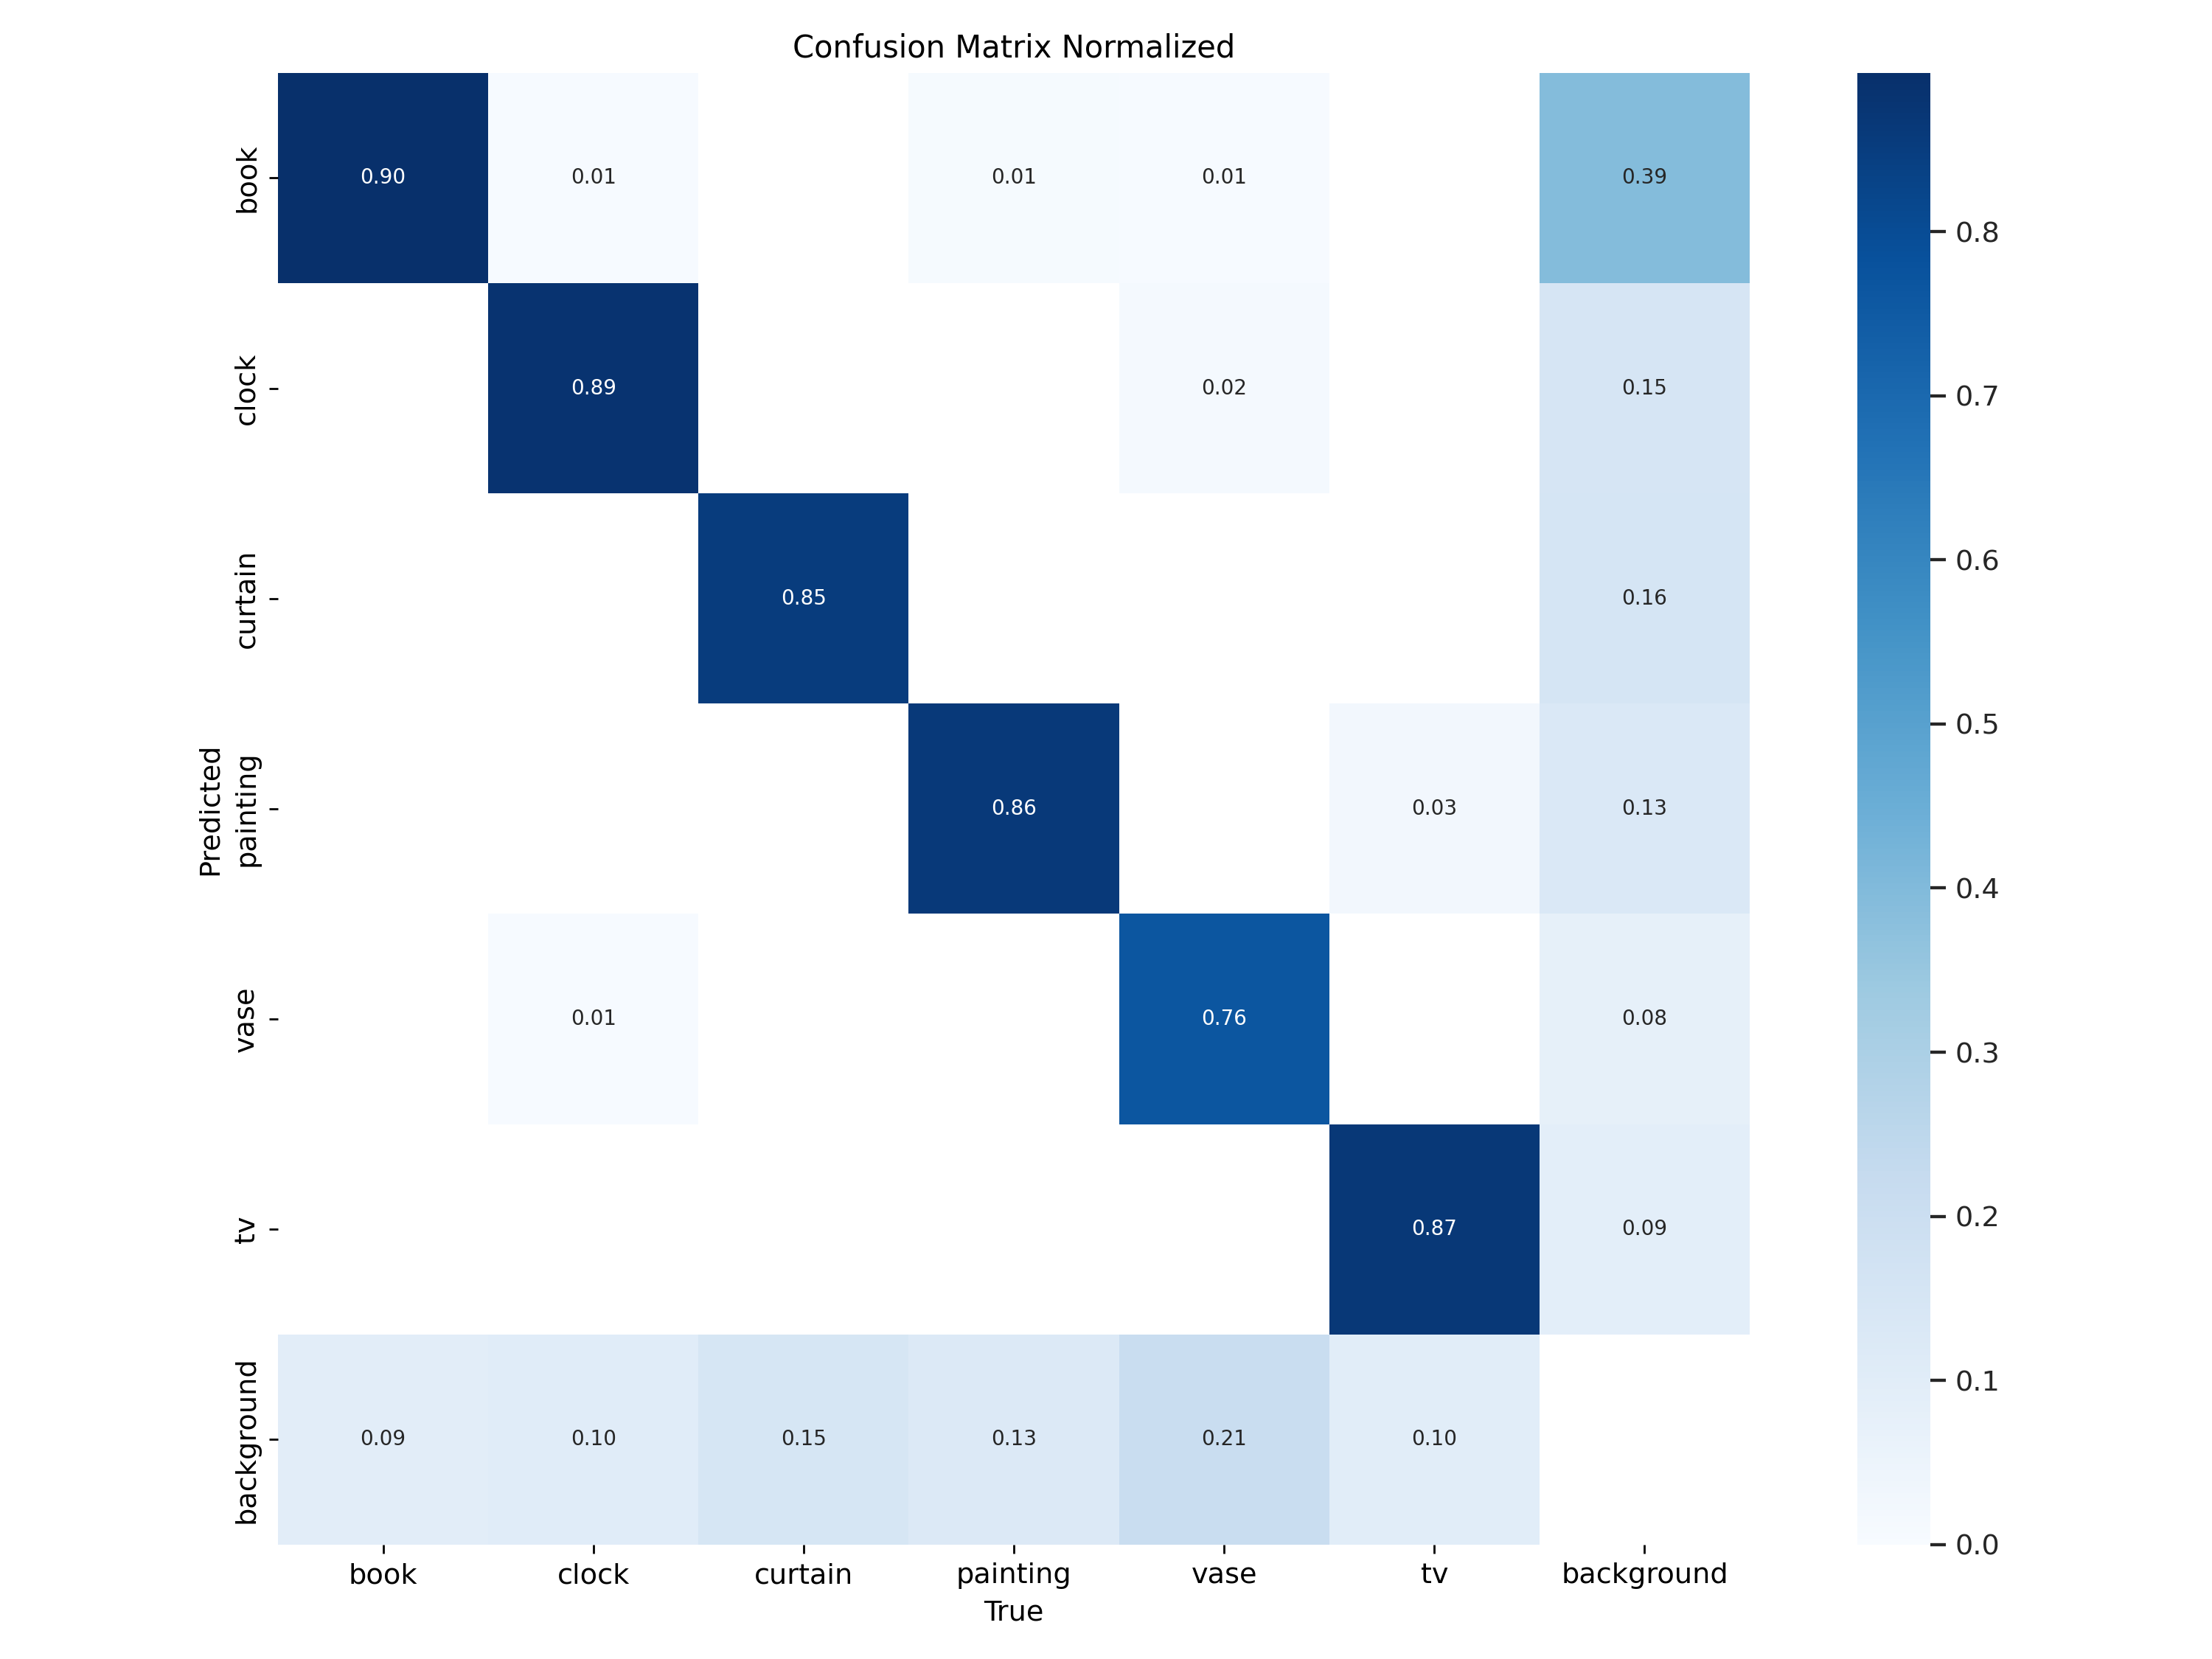 Confusion Matrix Normalized
book 0.90 0.01 0.01 0.01 0.39
clock 0.89 0.02 0.15
curtain 0.85 0.16
Predicted
painting 0.86 0.03 0.13
vase 0.01 0.76 0.08
tv 0.87 0.09
background 0.09 0.10 0.15 0.13 0.21 0.10
book clock curtain painting vase tv background
True
0.8
0.7
0.6
0.5
0.4
0.3
0.2
0.1
0.0